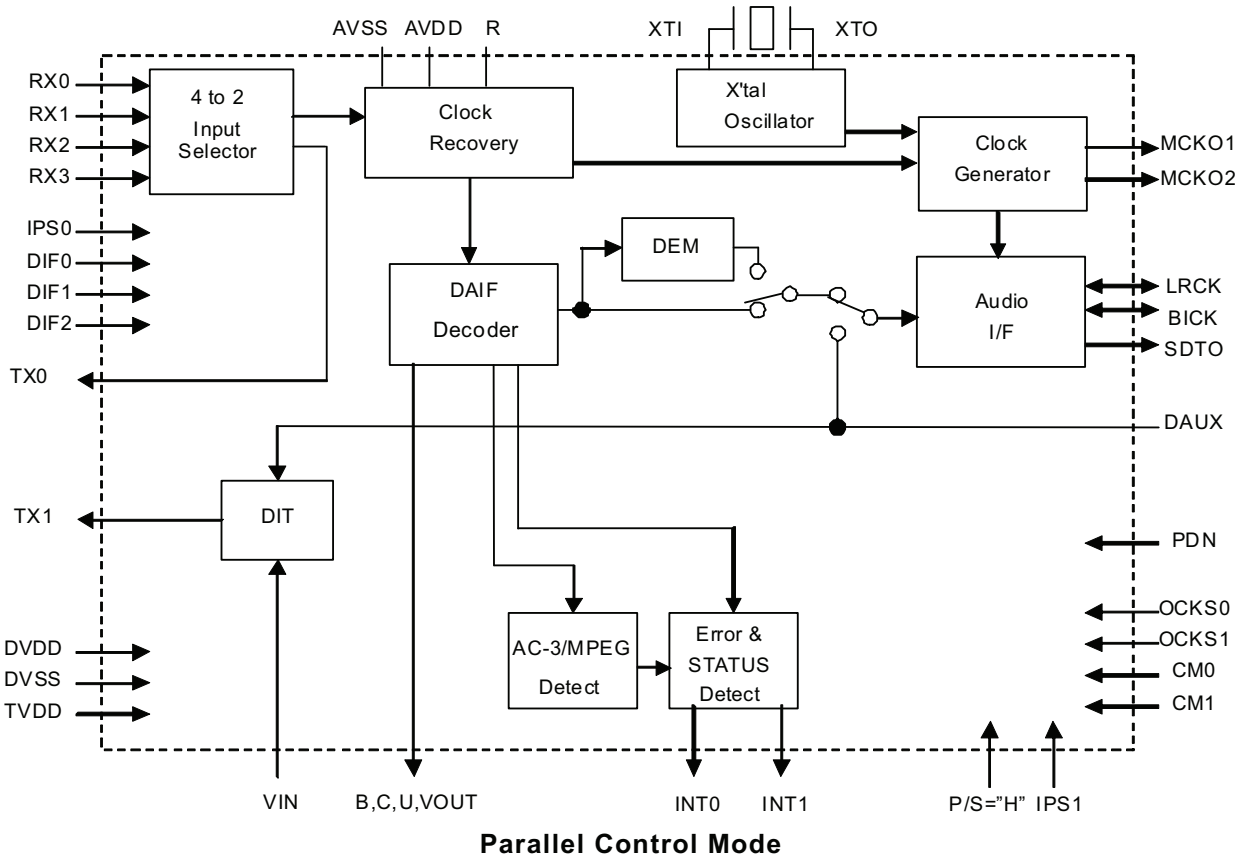 AVSS AVDD R XTI XTO
RX0
RX1
RX2
RX3
4 to 2
Input
Selector
Clock
Recovery
X'tal
Oscillator
Clock
Generator
MCKO1
MCKO2
IPS0
DIF0
DIF1
DIF2
DEM
DAIF
Decoder
Audio
I/F
LRCK
BICK
SDTO
TX0
DAUX
TX1
DIT
PDN
AC-3/MPEG
Detect
Error &
STATUS
Detect
OCKS0
OCKS1
CM0
CM1
DVDD
DVSS
TVDD
VIN
B,C,U,VOUT
INT0
INT1
P/S=”H”
IPS1
Parallel Control Mode